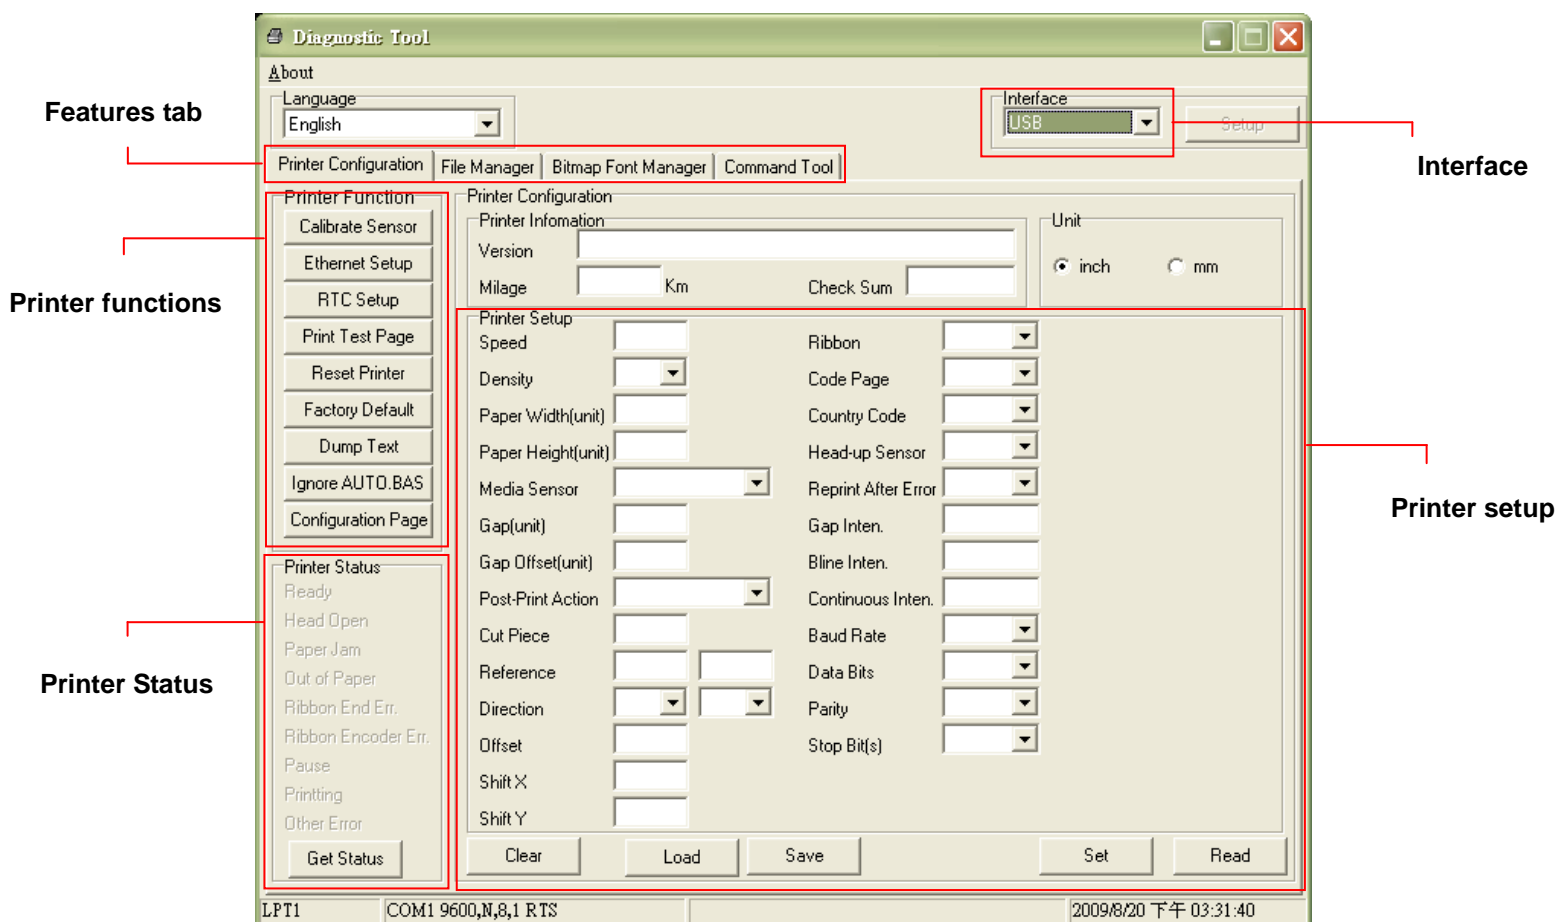 Diagnostic Tool
About
Language
English
Interface
USB
Setup
Features tab
Interface
Printer Configuration
File Manager
Bitmap Font Manager
Command Tool
Printer Function
Calibrate Sensor
Ethernet Setup
RTC Setup
Print Test Page
Reset Printer
Factory Default
Dump Text
Ignore AUTO.BAS
Configuration Page
Printer functions
Printer Status
Ready
Head Open
Paper Jam
Out of Paper
Ribbon End Err.
Ribbon Encoder Err.
Pause
Printting
Other Error
Get Status
Printer Status
Printer Configuration
Printer Infomation
Version
Milage Km
Check Sum
Unit
inch
mm
Printer Setup
Speed
Density
Paper Width(unit)
Paper Height(unit)
Media Sensor
Gap(unit)
Gap Offset(unit)
Post-Print Action
Cut Piece
Reference
Direction
Offset
Shift X
Shift Y
Ribbon
Code Page
Country Code
Head-up Sensor
Reprint After Error
Gap Inten.
Bline Inten.
Continuous Inten.
Baud Rate
Data Bits
Parity
Stop Bit(s)
Clear
Load
Save
Set
Read
Printer setup
LPT1
COM1 9600,N,8,1 RTS
2009/8/20 下午 03:31:40